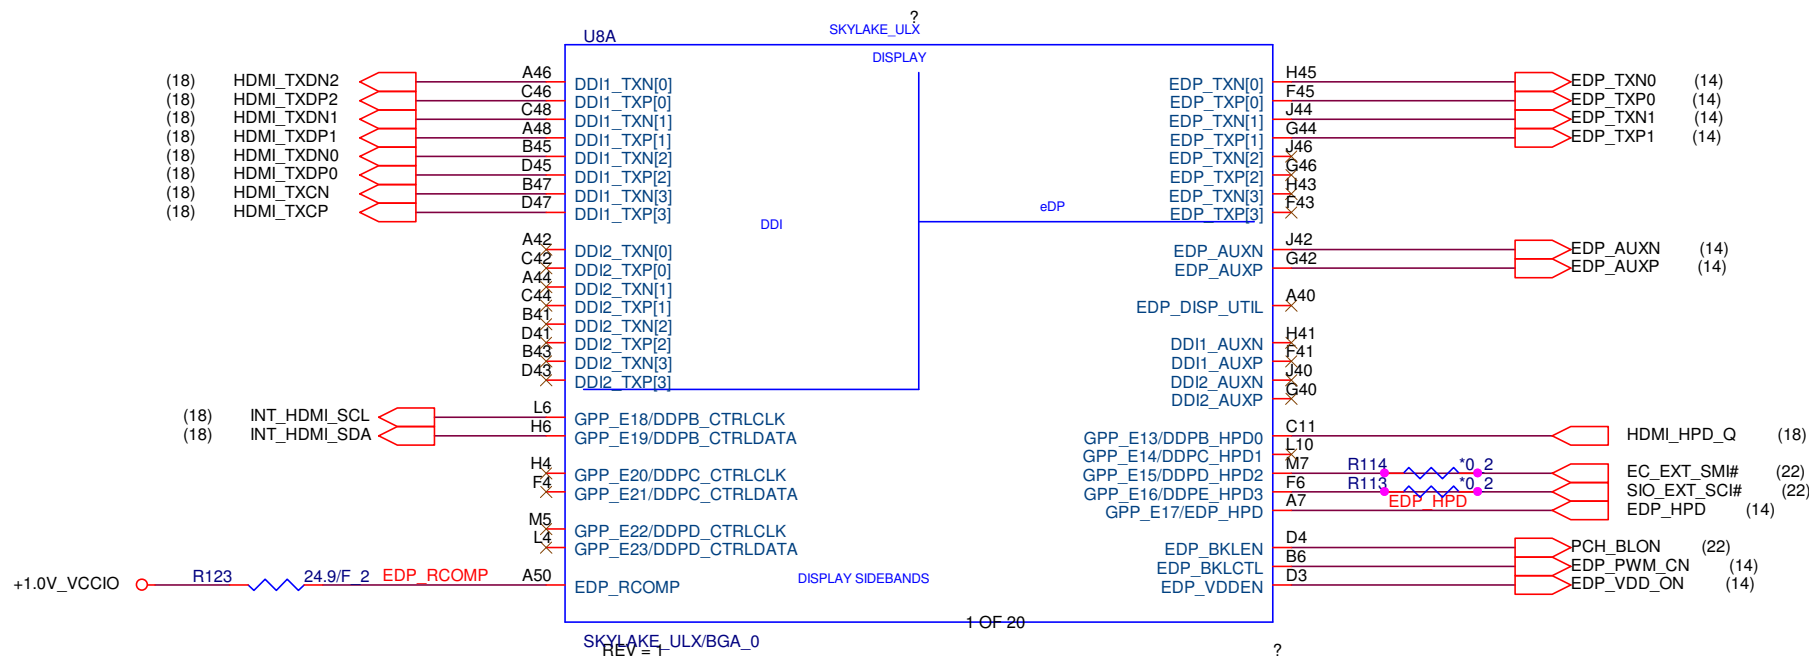 ?
SKYLAKE_ULX
U8A
DISPLAY
(18) HDMI_TXDN2 A46 DDI1_TXN[0] EDP_TXN[0] H45 EDP_TXN0 (14)
(18) HDMI_TXDP2 C46 DDI1_TXP[0] EDP_TXP[0] F45 EDP_TXP0 (14)
(18) HDMI_TXDN1 C48 DDI1_TXN[1] EDP_TXN[1] J44 EDP_TXN1 (14)
(18) HDMI_TXDP1 A48 DDI1_TXP[1] EDP_TXP[1] G44 EDP_TXP1 (14)
(18) HDMI_TXDN0 B45 DDI1_TXN[2] EDP_TXN[2] J46
(18) HDMI_TXDP0 D45 DDI1_TXP[2] EDP_TXP[2] G46
(18) HDMI_TXCN B47 DDI1_TXN[3] EDP_TXN[3] H43
(18) HDMI_TXCP D47 DDI1_TXP[3] EDP_TXP[3] F43
DDI eDP
A42 DDI2_TXN[0] EDP_AUXN J42 EDP_AUXN (14)
C42 DDI2_TXP[0] EDP_AUXP G42 EDP_AUXP (14)
A44 DDI2_TXN[1]
C44 DDI2_TXP[1] EDP_DISP_UTIL A40
B41 DDI2_TXN[2]
D41 DDI2_TXP[2] DDI1_AUXN H41
B43 DDI2_TXN[3] DDI1_AUXP F41
D43 DDI2_TXP[3] DDI2_AUXN J40
DDI2_AUXP G40
(18) INT_HDMI_SCL L6 GPP_E18/DDPB_CTRLCLK
(18) INT_HDMI_SDA H6 GPP_E19/DDPB_CTRLDATA GPP_E13/DDPB_HPD0 C11 HDMI_HPD_Q (18)
GPP_E14/DDPC_HPD1 L10
H4 GPP_E20/DDPC_CTRLCLK GPP_E15/DDPD_HPD2 M7 R114 *0_2 EC_EXT_SMI# (22)
F4 GPP_E21/DDPC_CTRLDATA GPP_E16/DDPE_HPD3 F6 R113 *0_2 SIO_EXT_SCI# (22)
GPP_E17/EDP_HPD A7 EDP_HPD EDP_HPD (14)
M5 GPP_E22/DDPD_CTRLCLK
L4 GPP_E23/DDPD_CTRLDATA EDP_BKLEN D4 PCH_BLON (22)
EDP_BKLCTL B6 EDP_PWM_CN (14)
+1.0V_VCCIO R123 24.9/F_2 EDP_RCOMP A50 EDP_RCOMP DISPLAY SIDEBANDS EDP_VDDEN D3 EDP_VDD_ON (14)
1 OF 20
SKYLAKE_ULX/BGA_0
REV = 1
?